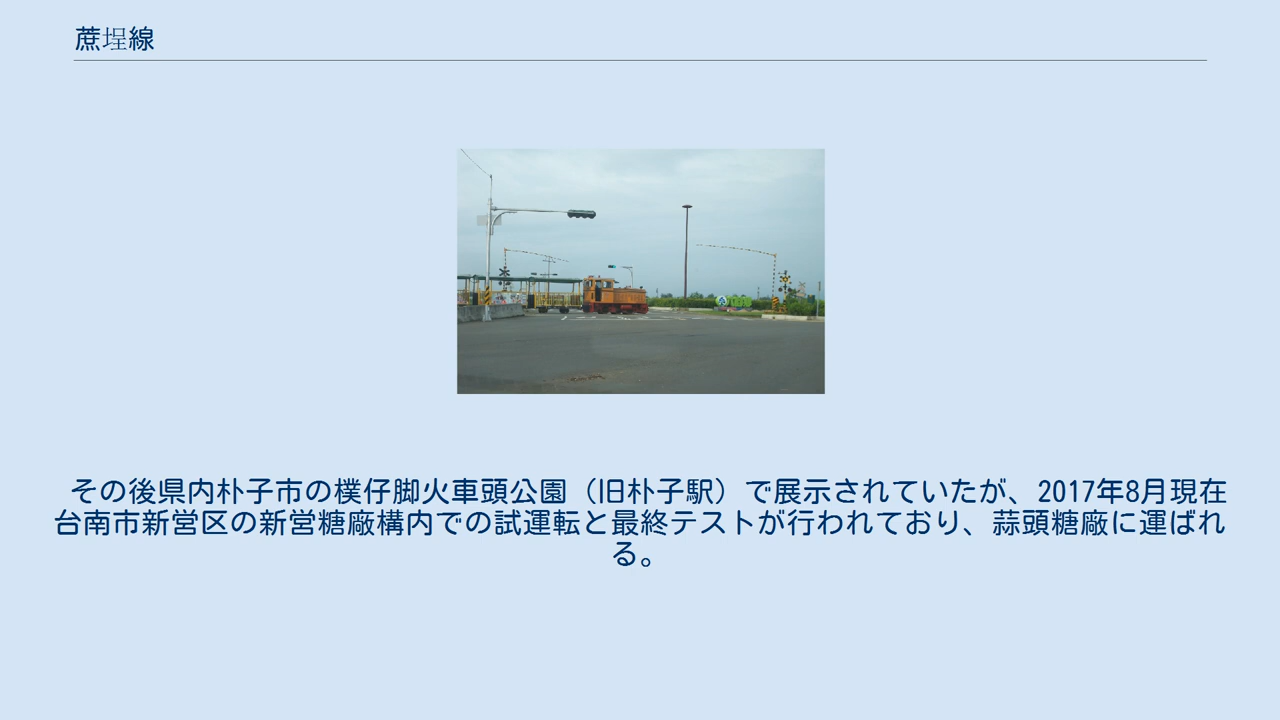 蔗埕線
その後県内朴子市の樸仔脚火車頭公園（旧朴子駅）で展示されていたが、2017年8月現在
台南市新営区の新営糖廠構内での試運転と最終テストが行われており、蒜頭糖廠に運ばれ
る。